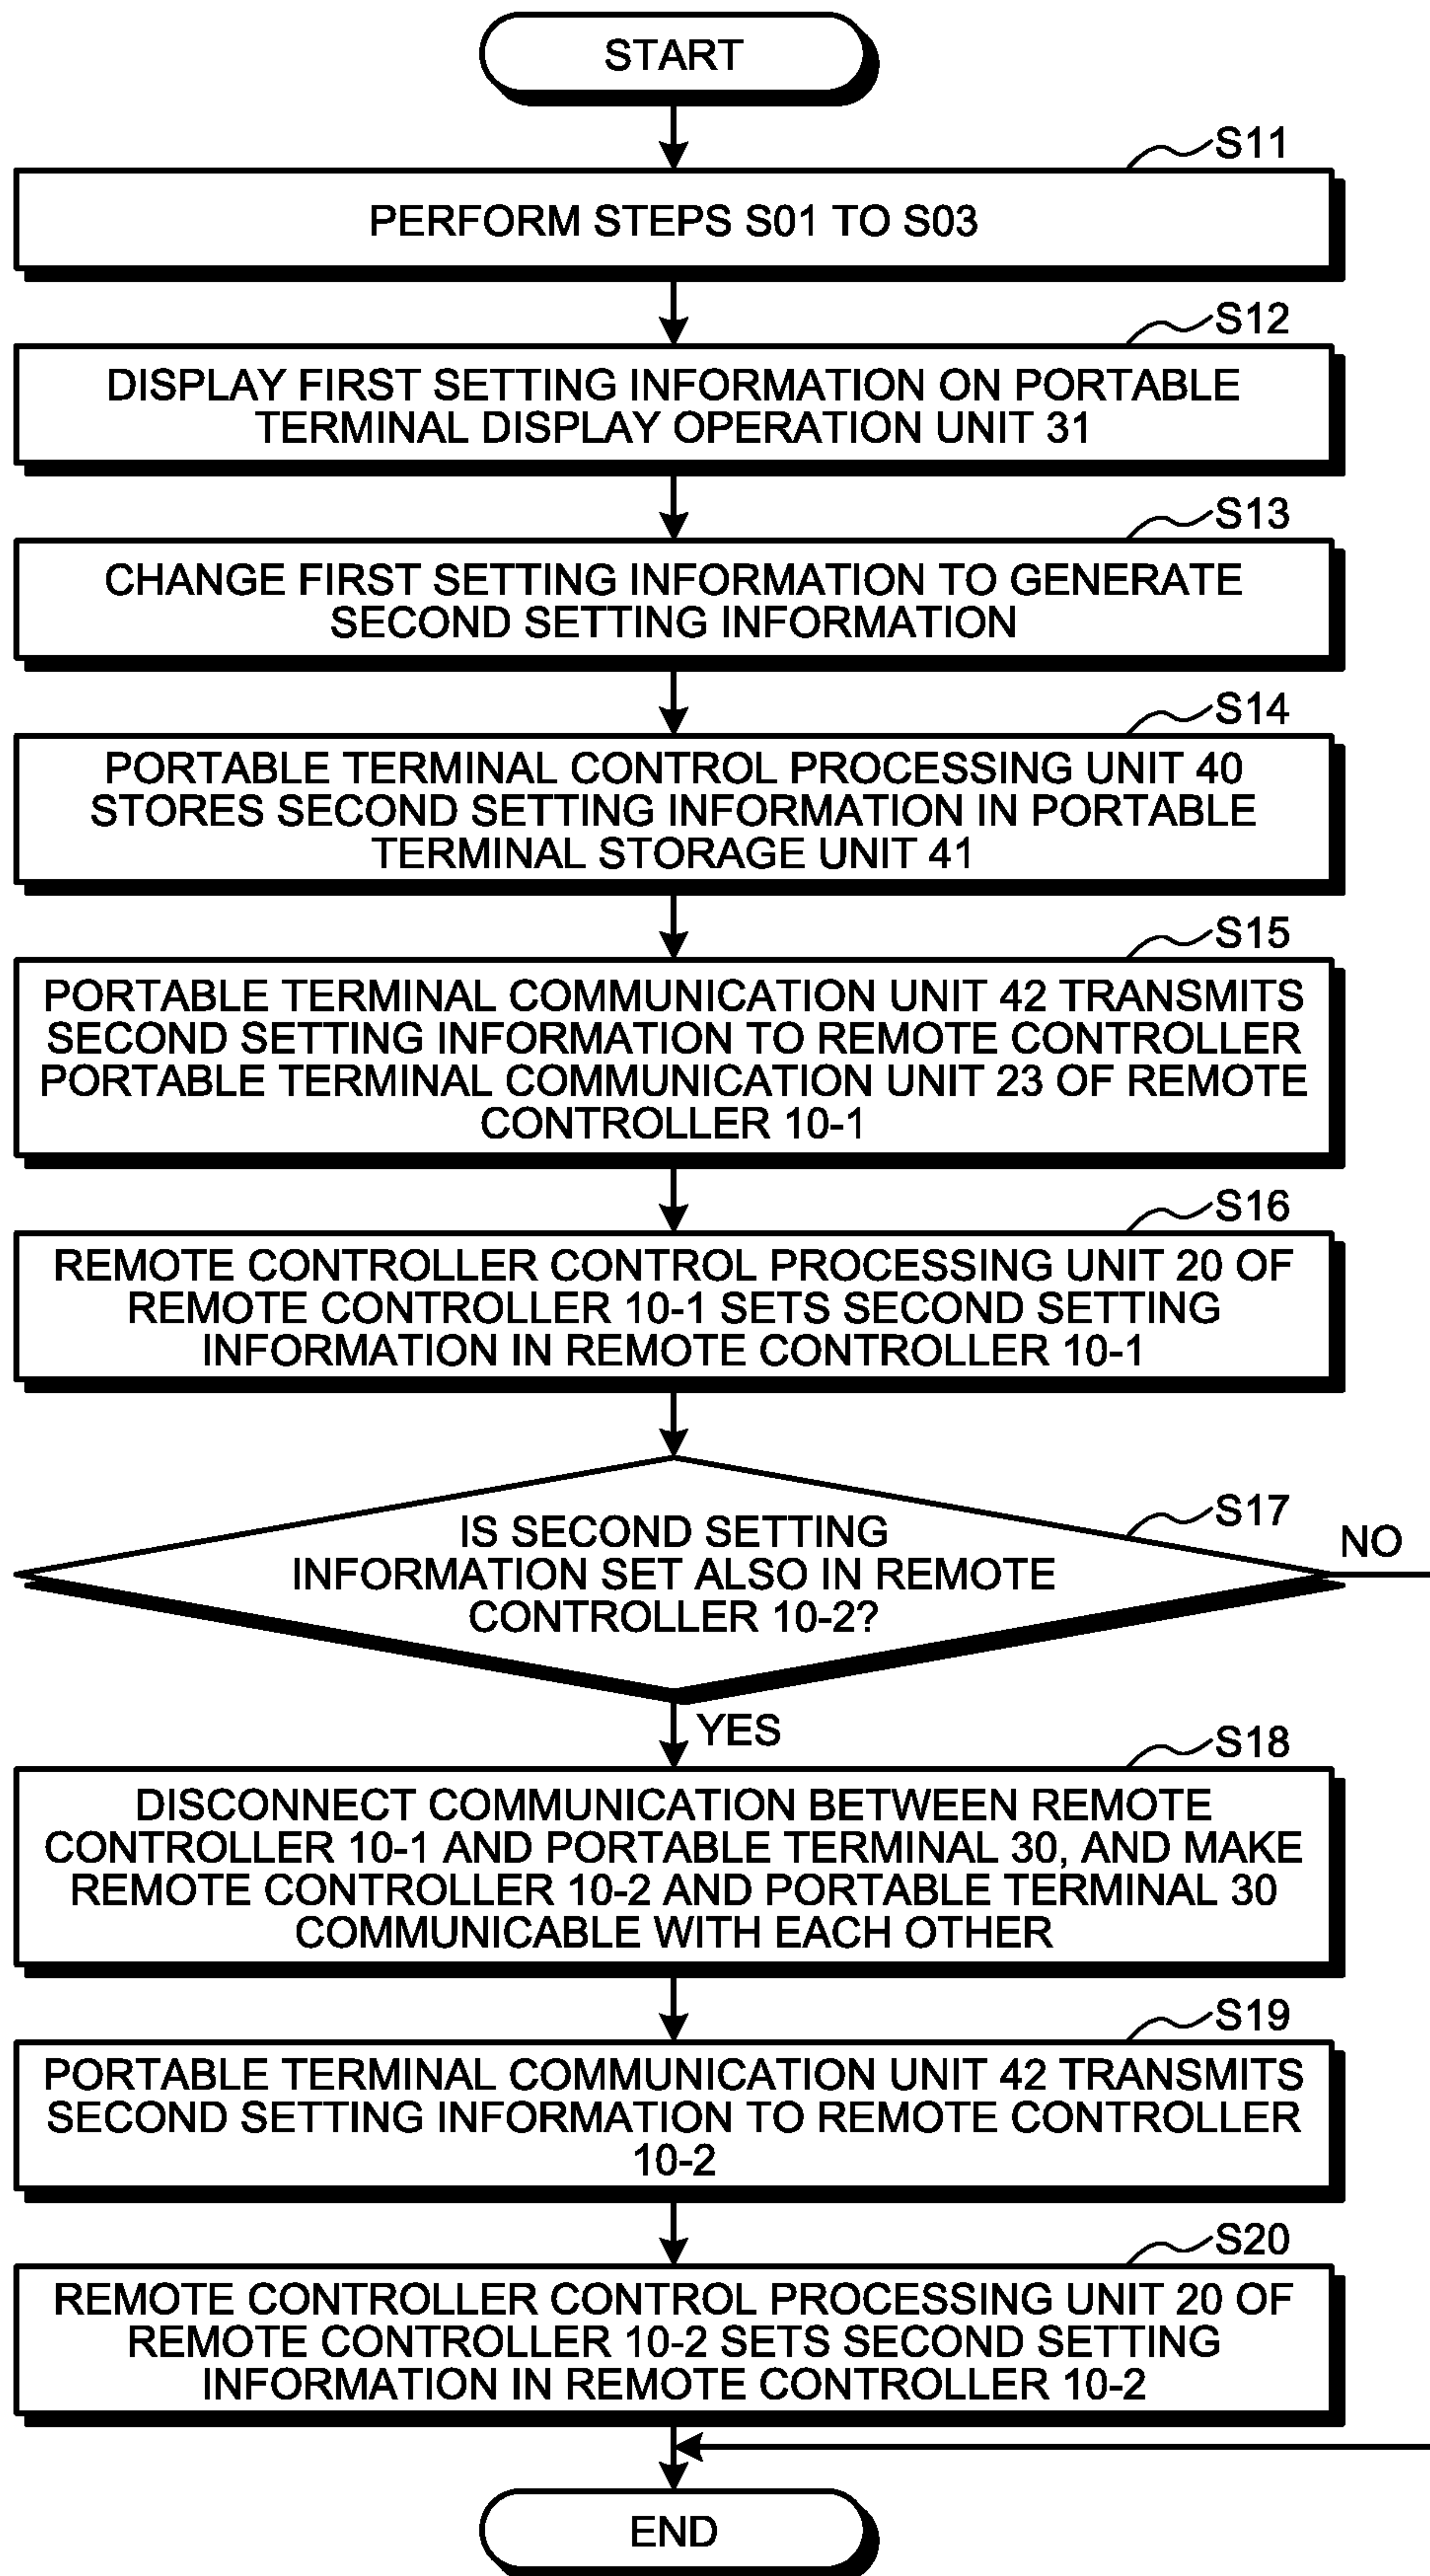 START
S11
PERFORM STEPS S01 TO S03
S12
DISPLAY FIRST SETTING INFORMATION ON PORTABLE
TERMINAL DISPLAY OPERATION UNIT 31
S13
CHANGE FIRST SETTING INFORMATION TO GENERATE
SECOND SETTING INFORMATION
S14
PORTABLE TERMINAL CONTROL PROCESSING UNIT 40
STORES SECOND SETTING INFORMATION IN PORTABLE
TERMINAL STORAGE UNIT 41
S15
PORTABLE TERMINAL COMMUNICATION UNIT 42 TRANSMITS
SECOND SETTING INFORMATION TO REMOTE CONTROLLER
PORTABLE TERMINAL COMMUNICATION UNIT 23 OF REMOTE
CONTROLLER 10-1
S16
REMOTE CONTROLLER CONTROL PROCESSING UNIT 20 OF
REMOTE CONTROLLER 10-1 SETS SECOND SETTING
INFORMATION IN REMOTE CONTROLLER 10-1
S17
IS SECOND SETTING
INFORMATION SET ALSO IN REMOTE
CONTROLLER 10-2?
NO
YES
S18
DISCONNECT COMMUNICATION BETWEEN REMOTE
CONTROLLER 10-1 AND PORTABLE TERMINAL 30, AND MAKE
REMOTE CONTROLLER 10-2 AND PORTABLE TERMINAL 30
COMMUNICABLE WITH EACH OTHER
S19
PORTABLE TERMINAL COMMUNICATION UNIT 42 TRANSMITS
SECOND SETTING INFORMATION TO REMOTE CONTROLLER
10-2
S20
REMOTE CONTROLLER CONTROL PROCESSING UNIT 20 OF
REMOTE CONTROLLER 10-2 SETS SECOND SETTING
INFORMATION IN REMOTE CONTROLLER 10-2
END